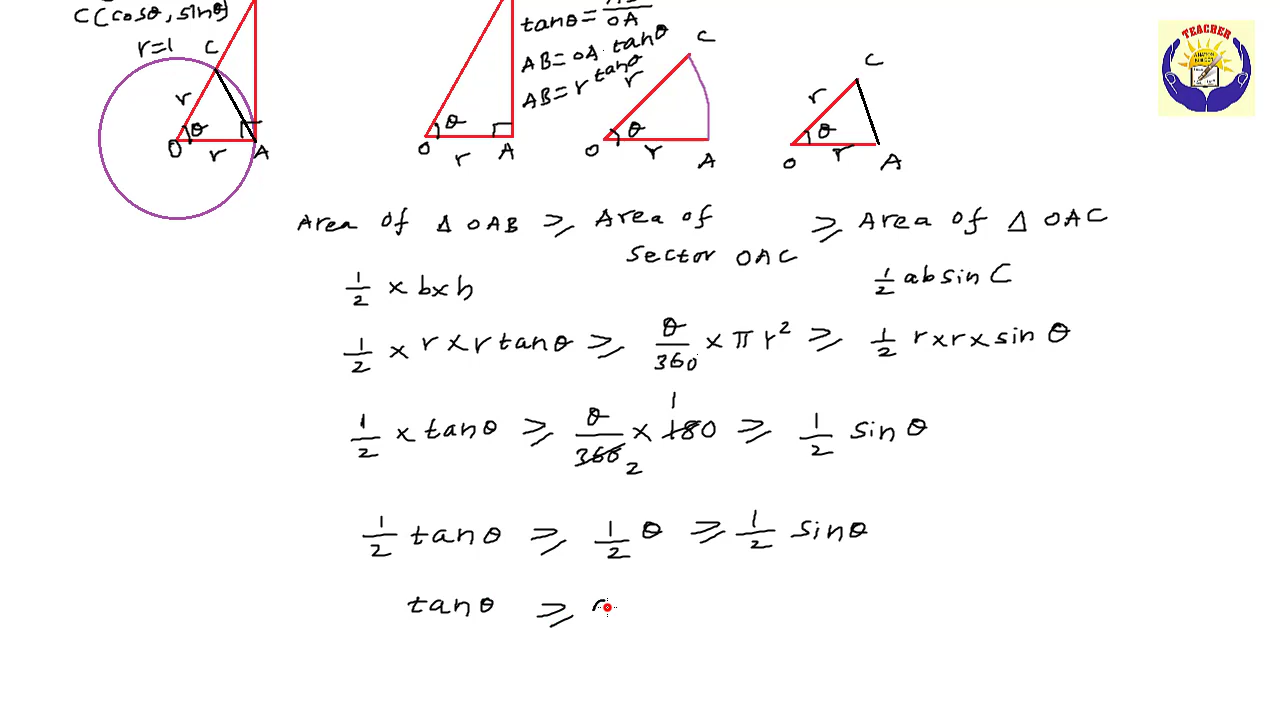 C(cosθ, sinθ)
r=1
C
r
θ
O
r
A
θ
O
r
A
tanθ = /OA
AB = OA · tanθ
AB = r tanθ
C
r
θ
O
r
A
C
r
θ
O
r
A
TEACHER
Area of Δ OAB ≥ Area of Sector OAC ≥ Area of Δ OAC
1/2 × b×h
1/2 ab sin C
1/2 × r × r tanθ ≥ θ/360 × π r² ≥ 1/2 r×r× sin θ
1/2 × tanθ ≥ θ/360 2 × 180 1 ≥ 1/2 sin θ
1/2 tanθ ≥ 1/2 θ ≥ 1/2 sinθ
tanθ ≥